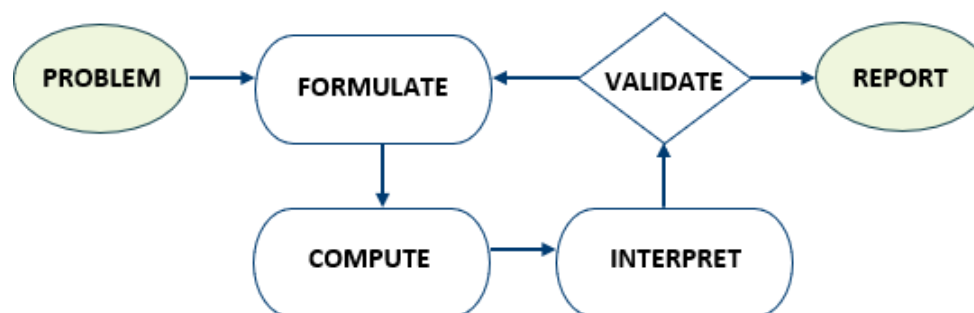 PROBLEM
FORMULATE
VALIDATE
REPORT
COMPUTE
INTERPRET